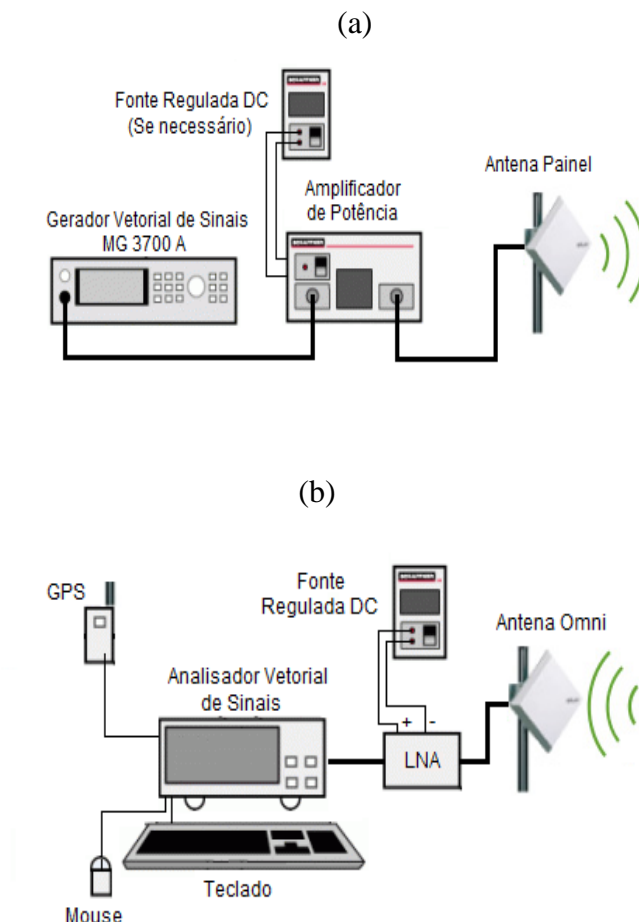 (a)
Fonte Regulada DC
(Se necessário)
Antena Painel
Amplificador
de Potência
Gerador Vetorial de Sinais
MG 3700 A
(b)
GPS
Fonte
Regulada DC
Antena Omni
Analisador Vetorial
de Sinais
+ -
LNA
Teclado
Mouse